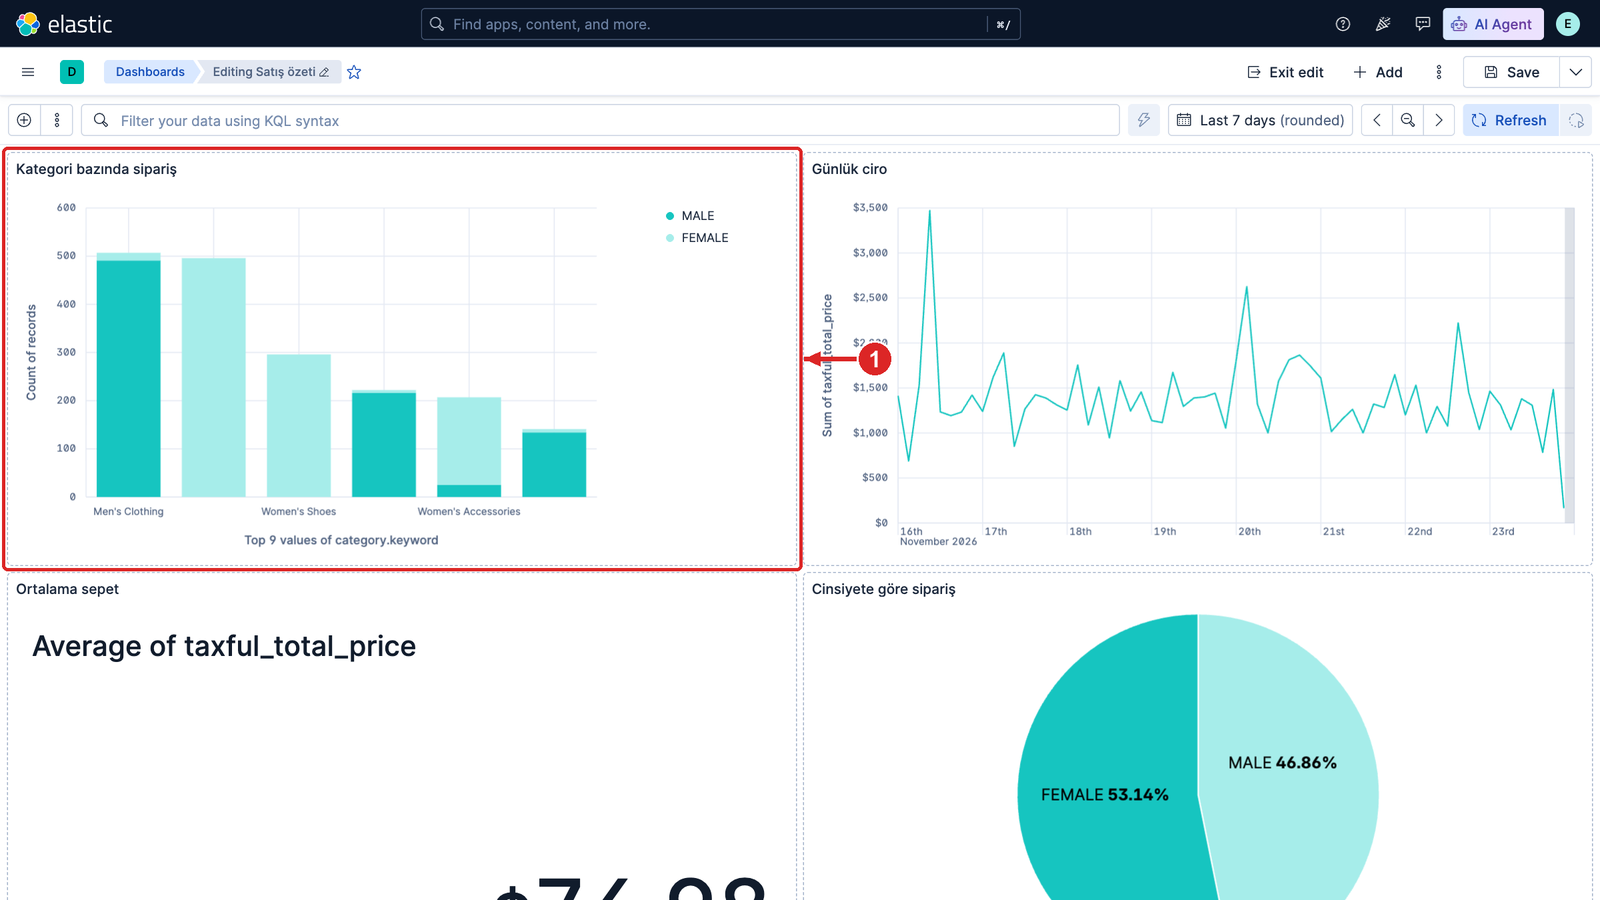 elastic
Find apps, content, and more.
⌘/
AI Agent
E
D
Dashboards
Editing Satış özeti
Exit edit
Add
Save
Filter your data using KQL syntax
Last 7 days (rounded)
Refresh
Kategori bazında sipariş
600
500
400
300
200
100
0
Count of records
Men's Clothing
Women's Shoes
Women's Accessories
Top 9 values of category.keyword
MALE
FEMALE
1
Günlük ciro
$3,500
$3,000
$2,500
$1,500
$1,000
$500
$0
Sum of taxful_total_price
16th
17th
18th
19th
20th
21st
22nd
23rd
November 2026
Ortalama sepet
Average of taxful_total_price
Cinsiyete göre sipariş
MALE 46.86%
FEMALE 53.14%